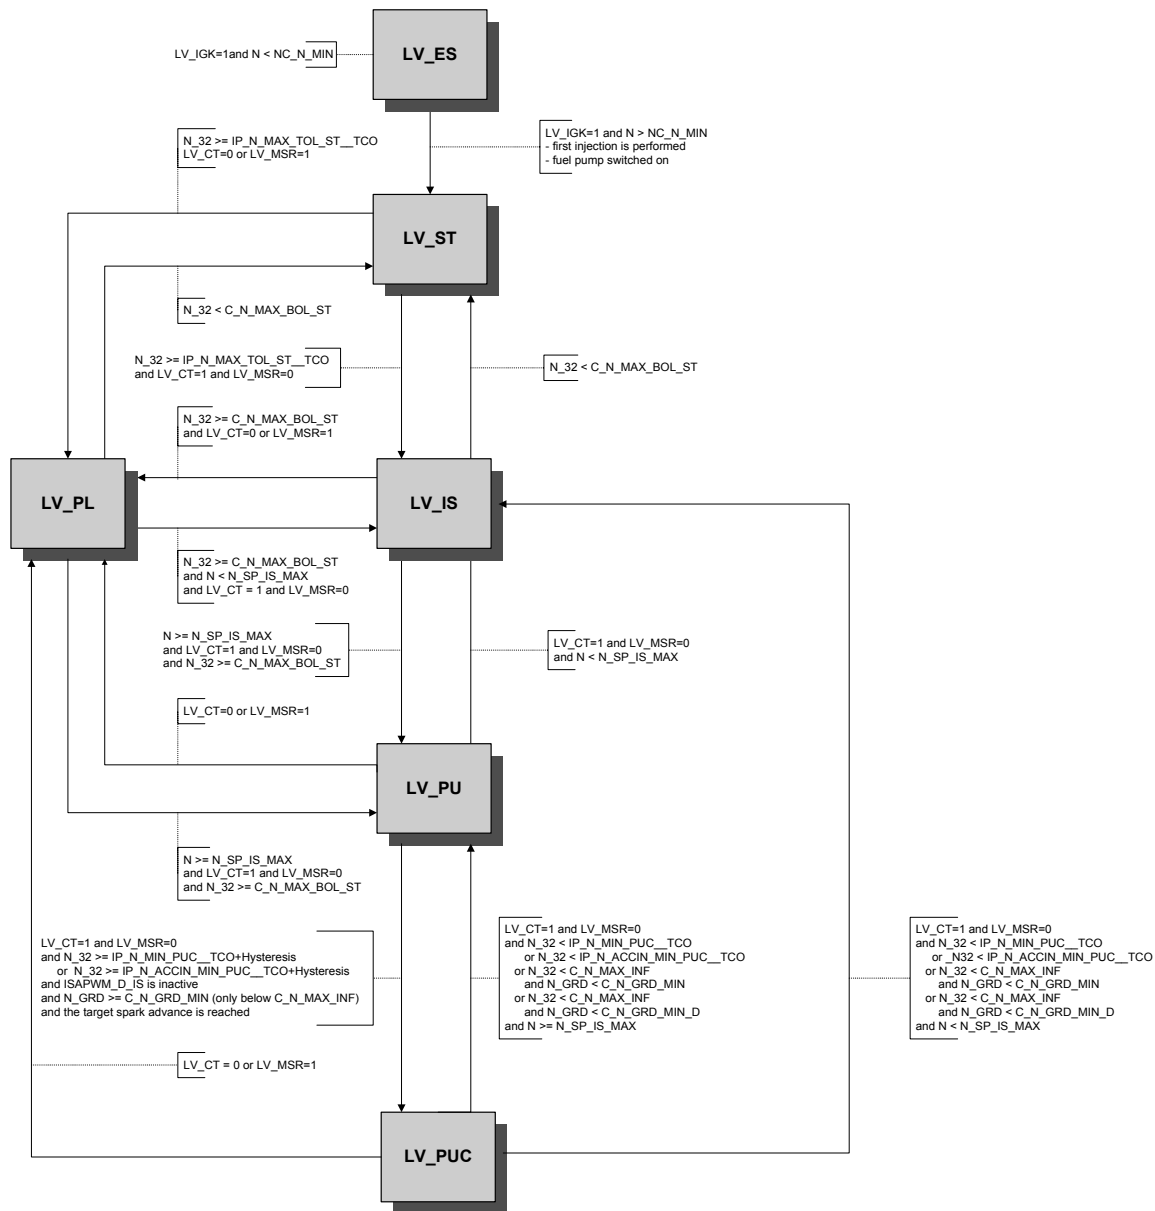 LV_IGK=1and N < NC_N_MIN
LV_ES
N_32 >= IP_N_MAX_TOL_ST__TCO
LV_CT=0 or LV_MSR=1
LV_IGK=1 and N > NC_N_MIN
- first injection is performed
- fuel pump switched on
LV_ST
N_32 < C_N_MAX_BOL_ST
N_32 >= IP_N_MAX_TOL_ST__TCO
and LV_CT=1 and LV_MSR=0
N_32 < C_N_MAX_BOL_ST
N_32 >= C_N_MAX_BOL_ST
and LV_CT=0 or LV_MSR=1
LV_PL
LV_IS
N_32 >= C_N_MAX_BOL_ST
and N < N_SP_IS_MAX
and LV_CT = 1 and LV_MSR=0
N >= N_SP_IS_MAX
and LV_CT=1 and LV_MSR=0
and N_32 >= C_N_MAX_BOL_ST
LV_CT=1 and LV_MSR=0
and N < N_SP_IS_MAX
LV_CT=0 or LV_MSR=1
LV_PU
N >= N_SP_IS_MAX
and LV_CT=1 and LV_MSR=0
and N_32 >= C_N_MAX_BOL_ST
LV_CT=1 and LV_MSR=0
and N_32 >= IP_N_MIN_PUC__TCO+Hysteresis
or N_32 >= IP_N_ACCIN_MIN_PUC__TCO+Hysteresis
and ISAPWM_D_IS is inactive
and N_GRD >= C_N_GRD_MIN (only below C_N_MAX_INF)
and the target spark advance is reached
LV_CT=1 and LV_MSR=0
and N_32 < IP_N_MIN_PUC__TCO
or N_32 < IP_N_ACCIN_MIN_PUC__TCO
or N_32 < C_N_MAX_INF
and N_GRD < C_N_GRD_MIN
or N_32 < C_N_MAX_INF
and N_GRD < C_N_GRD_MIN_D
and N >= N_SP_IS_MAX
LV_CT=1 and LV_MSR=0
and N_32 < IP_N_MIN_PUC__TCO
or _N32 < IP_N_ACCIN_MIN_PUC__TCO
or N_32 < C_N_MAX_INF
and N_GRD < C_N_GRD_MIN
or N_32 < C_N_MAX_INF
and N_GRD < C_N_GRD_MIN_D
and N < N_SP_IS_MAX
LV_CT = 0 or LV_MSR=1
LV_PUC